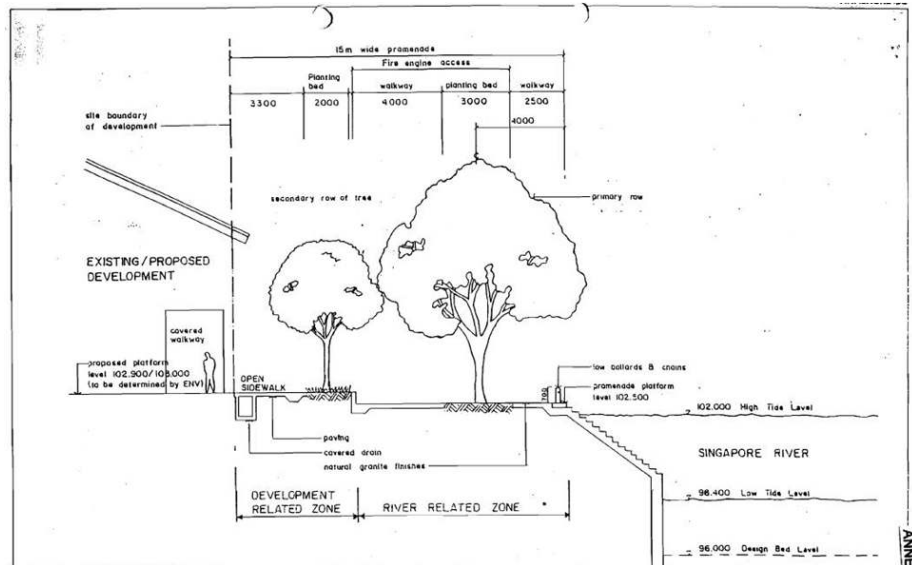 15m wide promenade
Fire engine access
Planting
bed
walkway
planting bed
walkway
3300
2000
4000
3000
2500
4000
site boundary
of development
secondary row of tree
primary row
EXISTING/PROPOSED
DEVELOPMENT
covered
walkway
proposed platform
level 102.900/103.000
(to be determined by ENV)
OPEN
SIDEWALK
700
low bollards & chains
promenade platform
level 102.500
102.000 High Tide Level
paving
covered drain
natural granite finishes
SINGAPORE RIVER
DEVELOPMENT
RELATED ZONE
RIVER RELATED ZONE
98.400 Low Tide Level
96.000 Design Bed Level